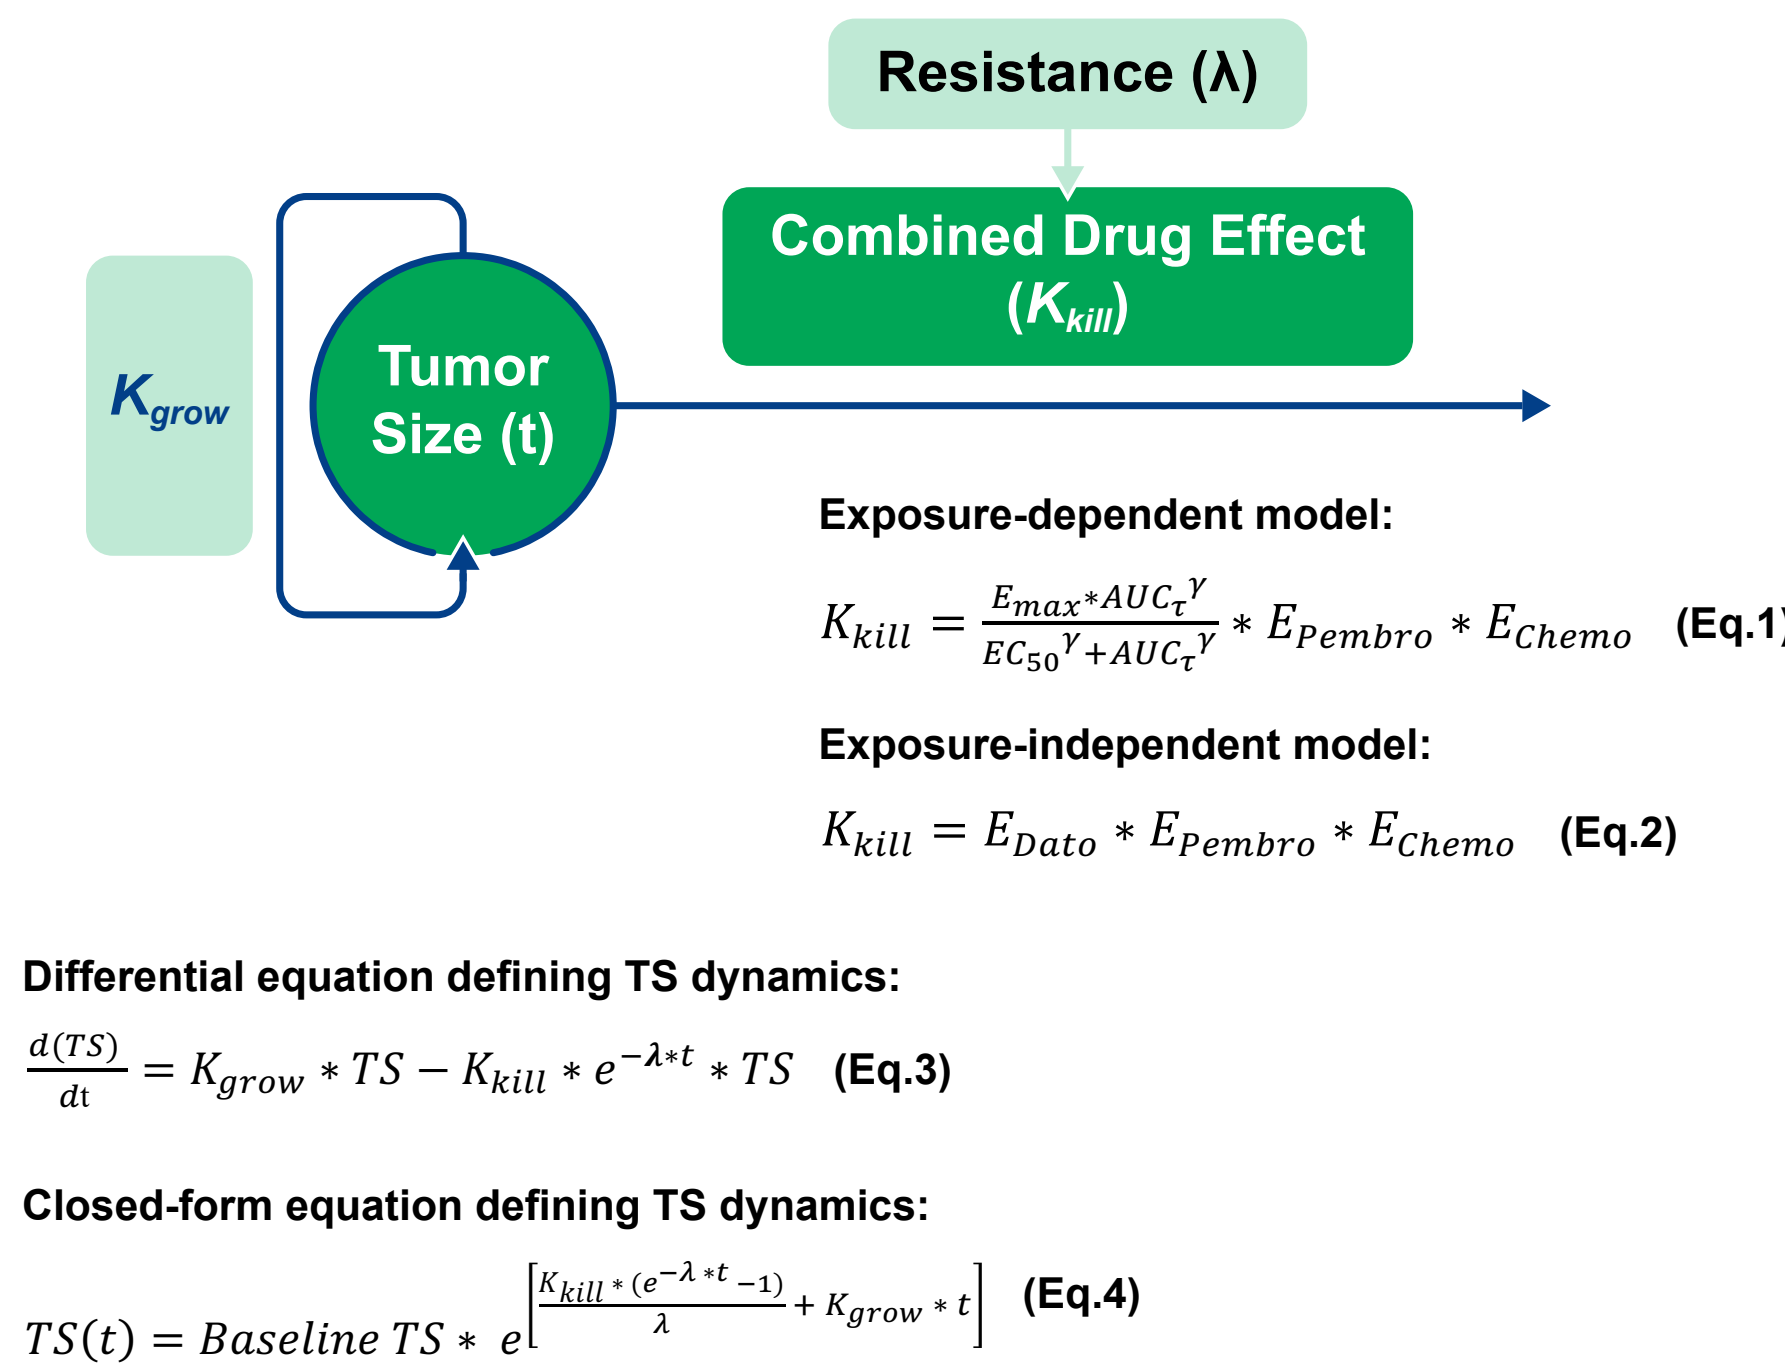 Resistance (λ)
Combined Drug Effect
(K_kill)
K_grow
Tumor
Size (t)
Exposure-dependent model:
K_kill = (E_max*AUC_τ^γ)/(EC_50^γ+AUC_τ^γ) * E_Pembro * E_Chemo (Eq.1)
Exposure-independent model:
K_kill = E_Dato * E_Pembro * E_Chemo (Eq.2)
Differential equation defining TS dynamics:
d(TS)/dt = K_grow * TS − K_kill * e^(−λ*t) * TS (Eq.3)
Closed-form equation defining TS dynamics:
TS(t) = Baseline TS * e^[K_kill*(e^(−λ*t) −1)/λ + K_grow * t] (Eq.4)